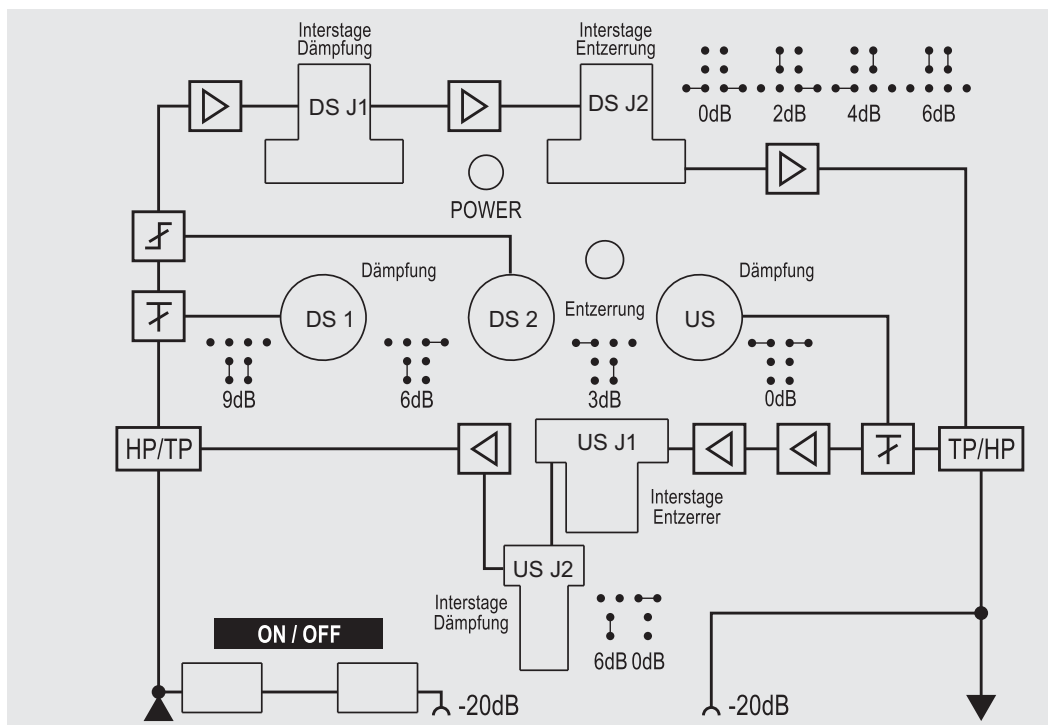 Interstage
Dämpfung
Interstage
Entzerrung
DS J1
DS J2
0dB 2dB 4dB 6dB
POWER
Dämpfung
Dämpfung
Entzerrung
DS 1
DS 2
US
9dB
6dB
3dB
0dB
HP/TP
US J1
TP/HP
Interstage
Entzerrer
US J2
Interstage
Dämpfung
ON / OFF
6dB 0dB
-20dB
-20dB